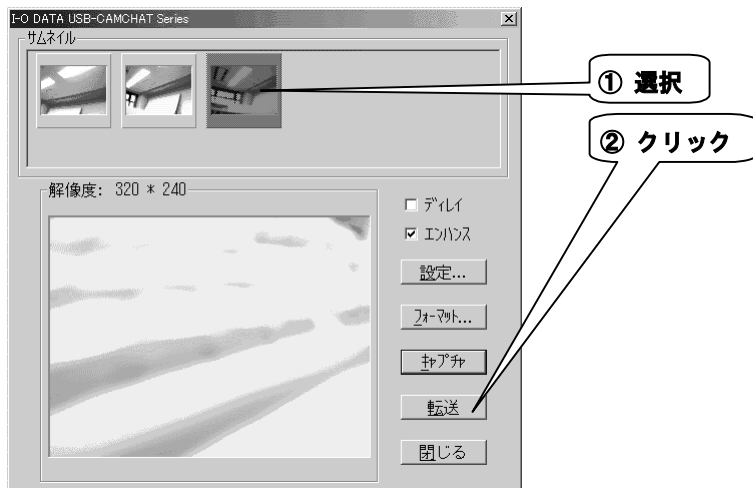 I-O DATA USB-CAMCHAT Series
サムネイル
① 選択
② クリック
解像度: 320 * 240
ディレイ
エンハンス
設定...
フォーマット...
キャプチャ
転送
閉じる